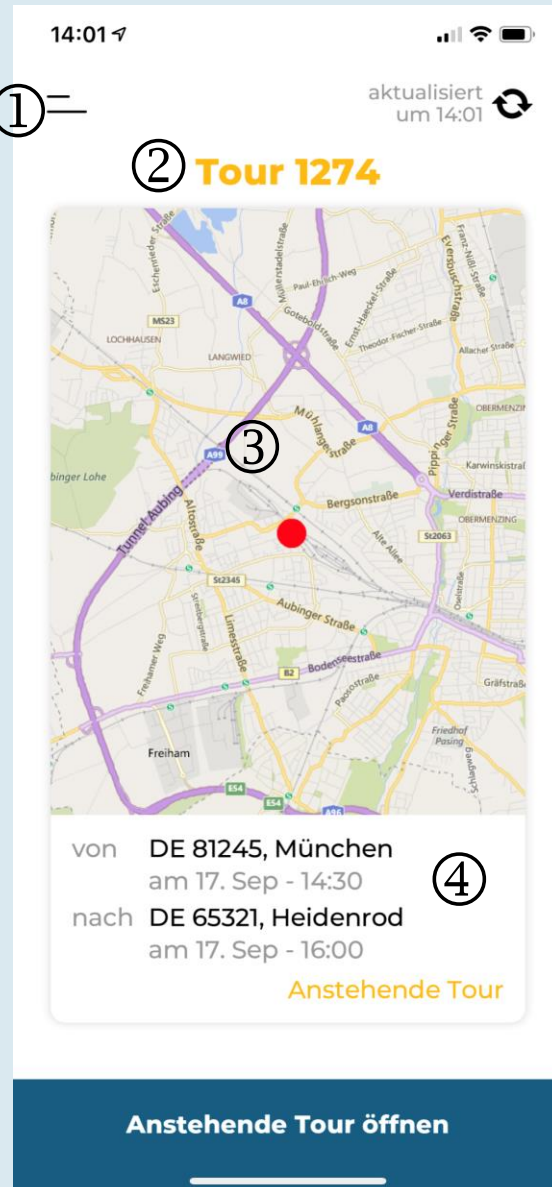 14:01
①
aktualisiert
um 14:01
② Tour 1274
Eschenrieder Straße
Müllerstadelstraße
Paul-Ehrlich-Weg
Franz-Nißl-Straße
Eversbuschstraße
A8
Goteboldstraße
Ernst-Haeckel-Straße
MS23
Theodor-Fischer-Straße
LOCHHAUSEN
LANGWIED
Allacher Straße
OBERMENZIN
Mühlangerstraße
A8
Pippinger Straße
③
A99
Karwinskistraß
binger Lohe
Verdistraße
Bergsonstraße
Tunnel Aubing
Altostraße
OBERMENZING
St2063
Alte Allee
St2345
Aubinger Straße
Limesstraße
Freihamer Weg
Bodenseestraße
B2
Paosostraße
Gräfstraße
Friedhof
Pasing
Schlagweg
Freiham
E54
E54
A96
von DE 81245, München
am 17. Sep - 14:30
④
nach DE 65321, Heidenrod
am 17. Sep - 16:00
Anstehende Tour
Anstehende Tour öffnen